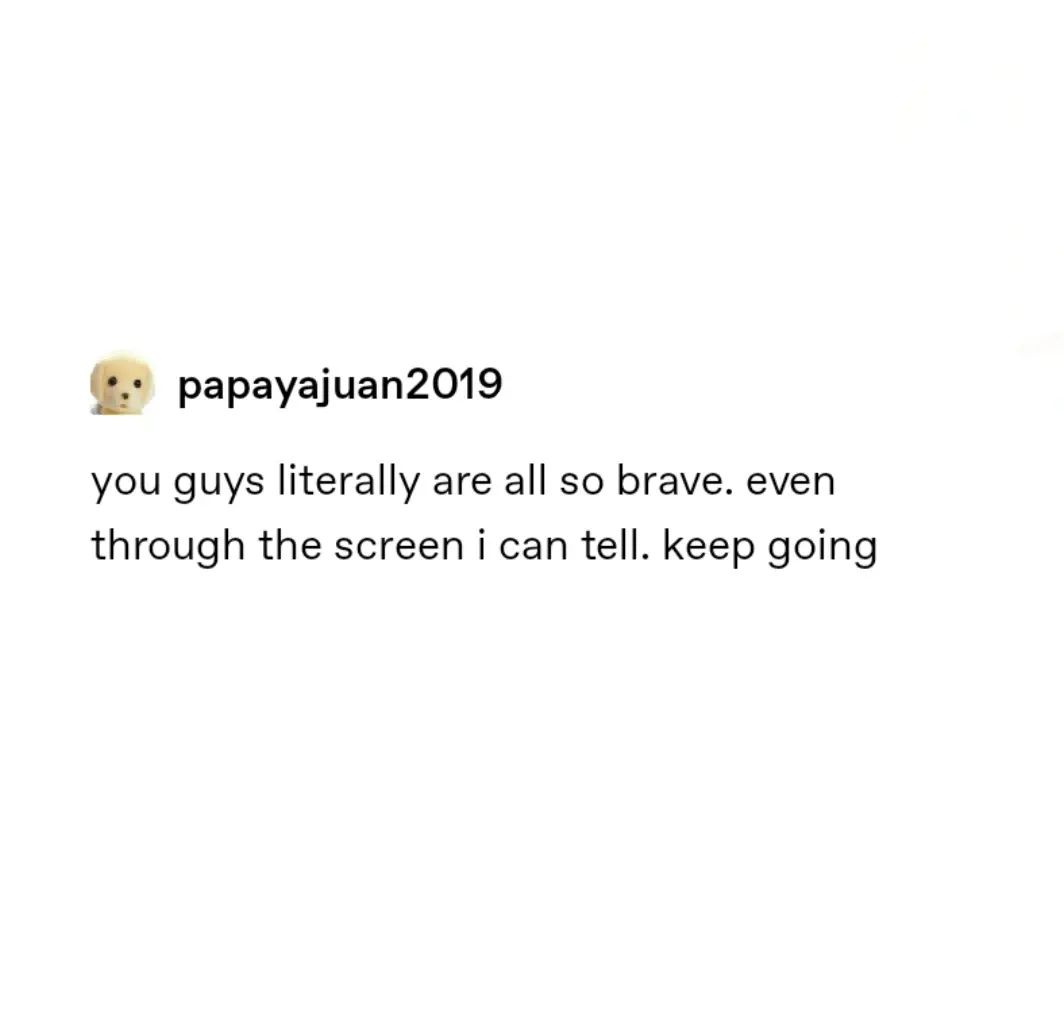 papayajuan2019
you guys literally are all so brave. even
through the screen i can tell. keep going